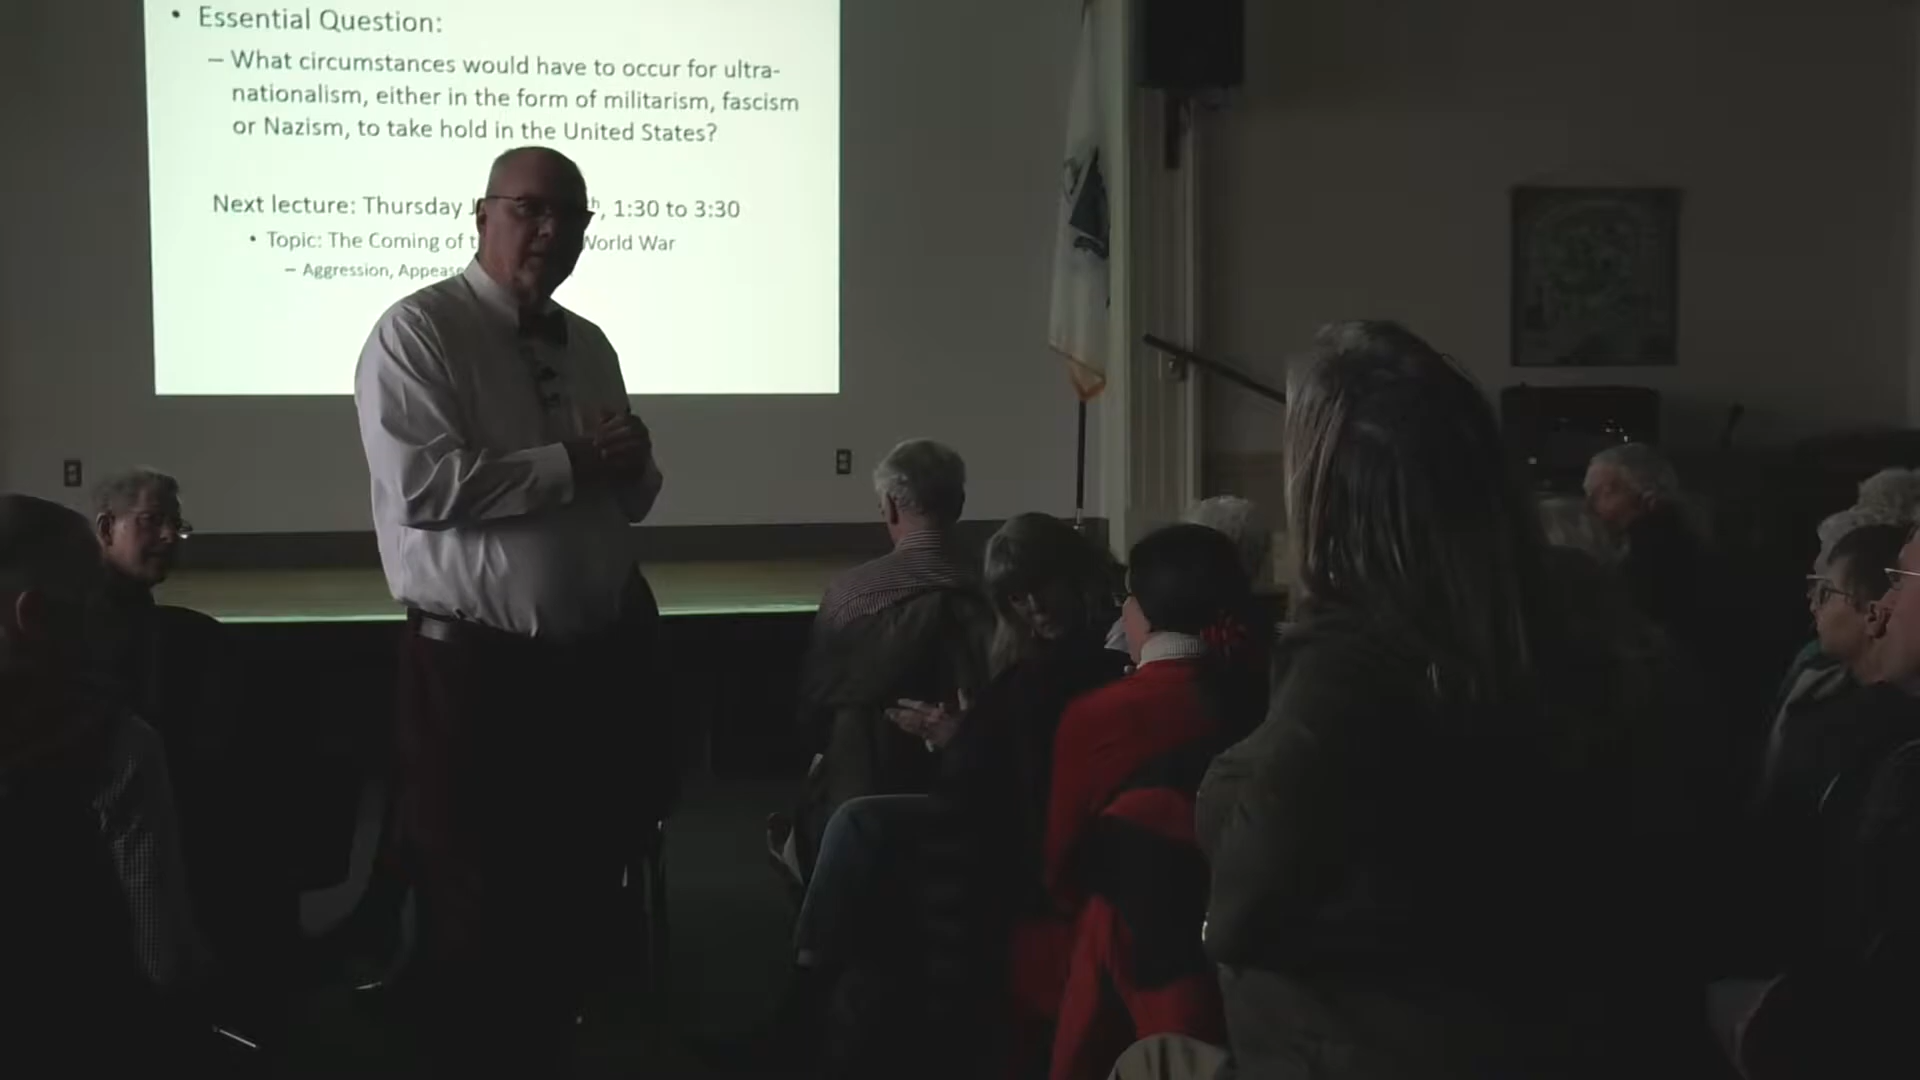 • Essential Question:
– What circumstances would have to occur for ultra-
nationalism, either in the form of militarism, fascism
or Nazism, to take hold in the United States?
Next lecture: Thursday J th, 1:30 to 3:30
• Topic: The Coming of t World War
– Aggression, Appease